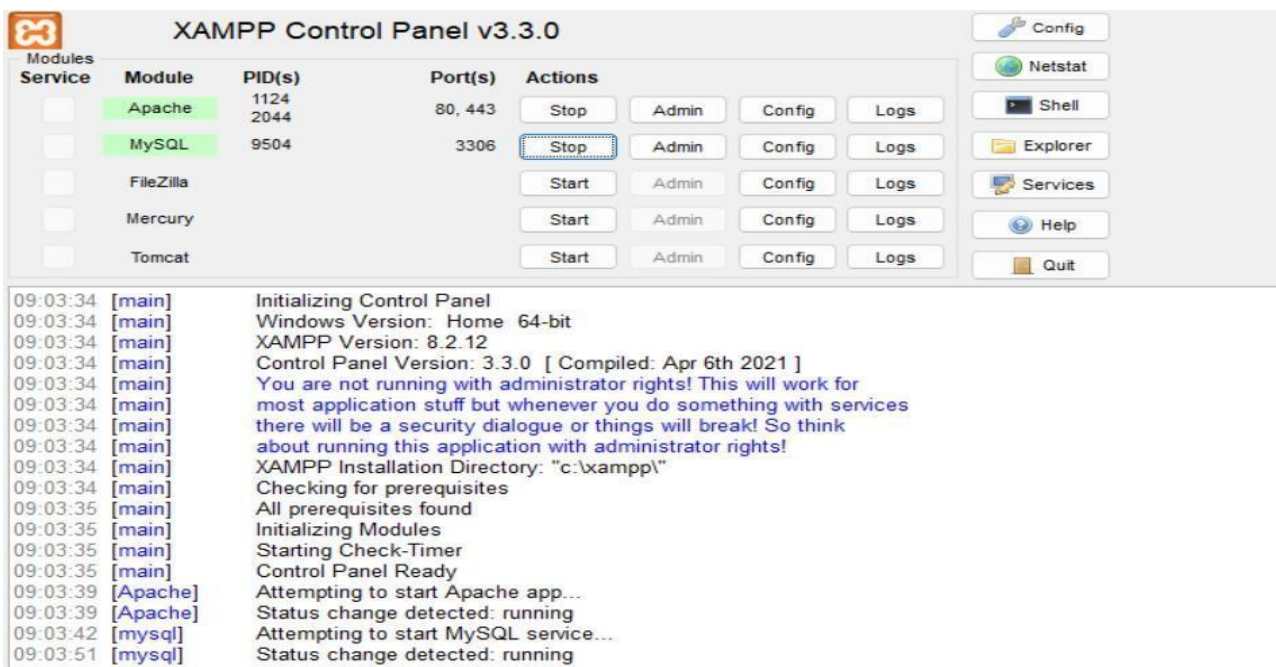 XAMPP Control Panel v3.3.0
Modules
Service Module PID(s) Port(s) Actions
Apache 1124 2044 80, 443 Stop Admin Config Logs
MySQL 9504 3306 Stop Admin Config Logs
FileZilla Start Admin Config Logs
Mercury Start Admin Config Logs
Tomcat Start Admin Config Logs
Config
Netstat
Shell
Explorer
Services
Help
Quit
09:03:34 [main] Initializing Control Panel
09:03:34 [main] Windows Version: Home 64-bit
09:03:34 [main] XAMPP Version: 8.2.12
09:03:34 [main] Control Panel Version: 3.3.0 [ Compiled: Apr 6th 2021 ]
09:03:34 [main] You are not running with administrator rights! This will work for
09:03:34 [main] most application stuff but whenever you do something with services
09:03:34 [main] there will be a security dialogue or things will break! So think
09:03:34 [main] about running this application with administrator rights!
09:03:34 [main] XAMPP Installation Directory: "c:\xampp\"
09:03:34 [main] Checking for prerequisites
09:03:35 [main] All prerequisites found
09:03:35 [main] Initializing Modules
09:03:35 [main] Starting Check-Timer
09:03:35 [main] Control Panel Ready
09:03:39 [Apache] Attempting to start Apache app...
09:03:39 [Apache] Status change detected: running
09:03:42 [mysql] Attempting to start MySQL service...
09:03:51 [mysql] Status change detected: running